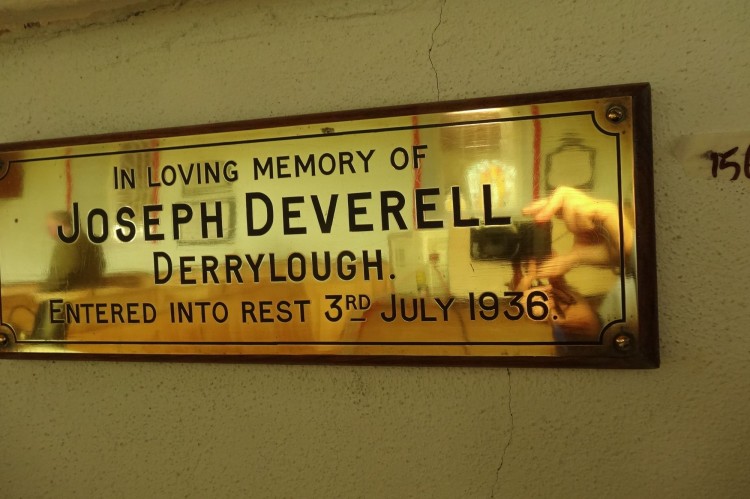 IN LOVING MEMORY OF
JOSEPH DEVERELL
DERRYLOUGH.
ENTERED INTO REST 3RD JULY 1936.